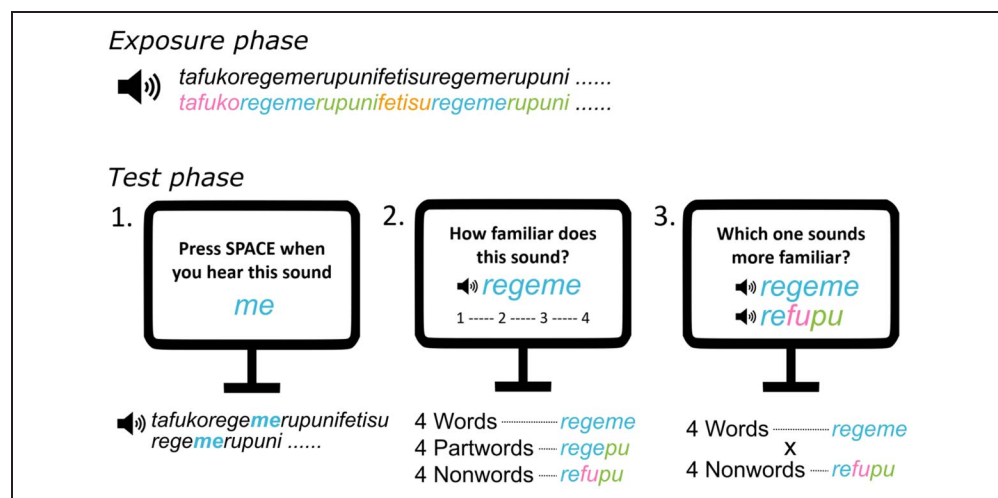 Exposure phase
tafukoregemerupunifetisuregemerupuni ......
tafukoregemerupunifetisuregemerupuni ......
Test phase
1.
Press SPACE when
you hear this sound
me
tafukoregemerupunifetisu
regemerupuni ......
2.
How familiar does
this sound?
regeme
1 ----- 2 ----- 3 ----- 4
4 Words ............ regeme
4 Partwords ...... regepu
4 Nonwords ...... refupu
3.
Which one sounds
more familiar?
regeme
refupu
4 Words ............ regeme
x
4 Nonwords ...... refupu